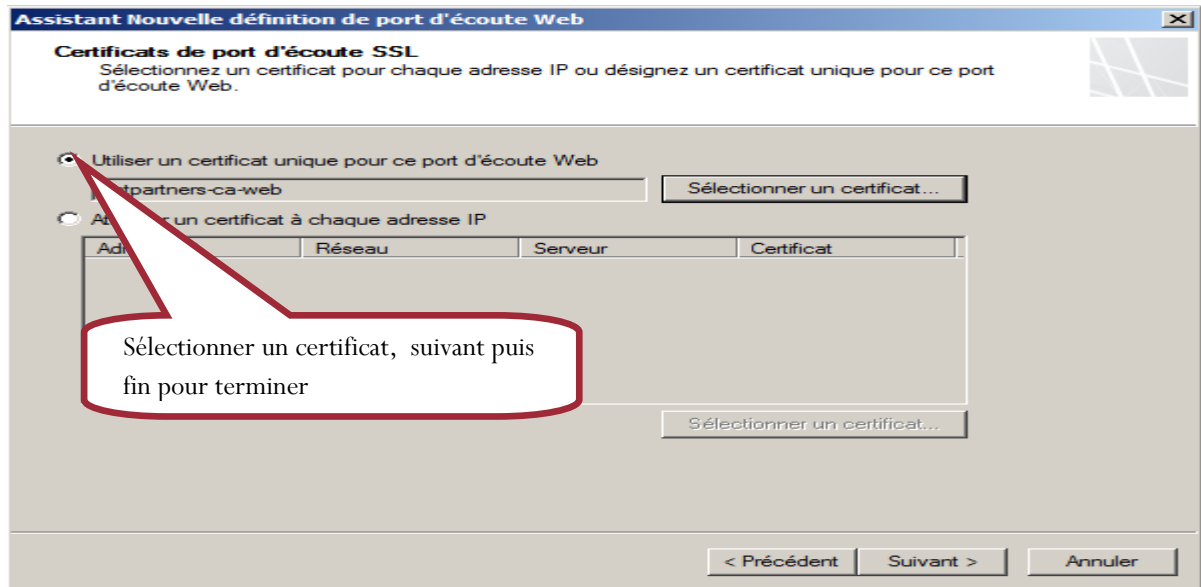 Assistant Nouvelle définition de port d'écoute Web
Certificats de port d'écoute SSL
Sélectionnez un certificat pour chaque adresse IP ou désignez un certificat unique pour ce port
d'écoute Web.
Utiliser un certificat unique pour ce port d'écoute Web
Sélectionner un certificat...
un certificat à chaque adresse IP
Réseau
Serveur
Certificat
Sélectionner un certificat, suivant puis
fin pour terminer
Sélectionner un certificat...
< Précédent
Suivant >
Annuler